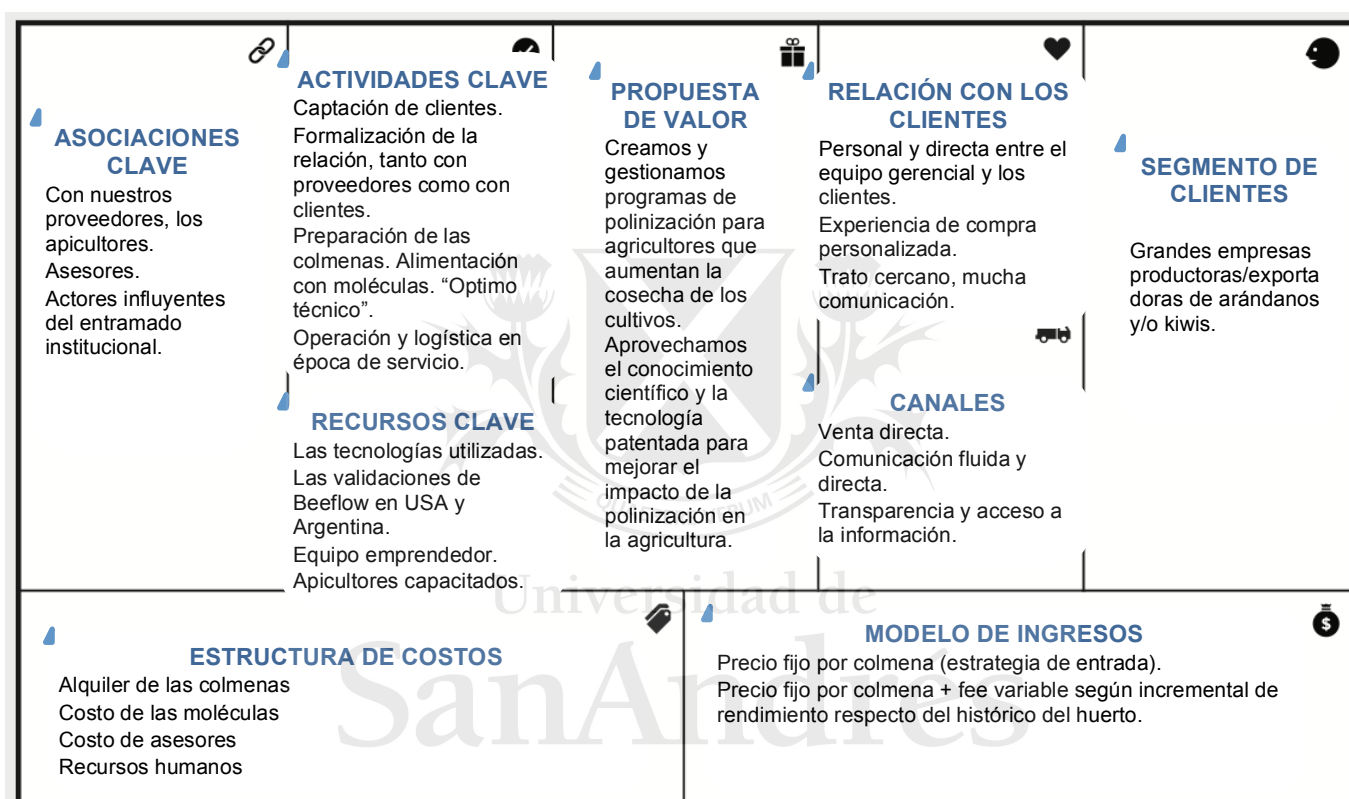 ASOCIACIONES
CLAVE
Con nuestros
proveedores, los
apicultores.
Asesores.
Actores influyentes
del entramado
institucional.
ACTIVIDADES CLAVE
Captación de clientes.
Formalización de la
relación, tanto con
proveedores como con
clientes.
Preparación de las
colmenas. Alimentación
con moléculas. “Optimo
técnico”.
Operación y logística en
época de servicio.
RECURSOS CLAVE
Las tecnologías utilizadas.
Las validaciones de
Beeflow en USA y
Argentina.
Equipo emprendedor.
Apicultores capacitados.
PROPUESTA
DE VALOR
Creamos y
gestionamos
programas de
polinización para
agricultores que
aumentan la
cosecha de los
cultivos.
Aprovechamos
el conocimiento
científico y la
tecnología
patentada para
mejorar el
impacto de la
polinización en
la agricultura.
RELACIÓN CON LOS
CLIENTES
Personal y directa entre el
equipo gerencial y los
clientes.
Experiencia de compra
personalizada.
Trato cercano, mucha
comunicación.
CANALES
Venta directa.
Comunicación fluida y
directa.
Transparencia y acceso a
la información.
SEGMENTO DE
CLIENTES
Grandes empresas
productoras/exporta
doras de arándanos
y/o kiwis.
ESTRUCTURA DE COSTOS
Alquiler de las colmenas
Costo de las moléculas
Costo de asesores
Recursos humanos
MODELO DE INGRESOS
Precio fijo por colmena (estrategia de entrada).
Precio fijo por colmena + fee variable según incremental de
rendimiento respecto del histórico del huerto.
$
Universidad de
SanAndrés